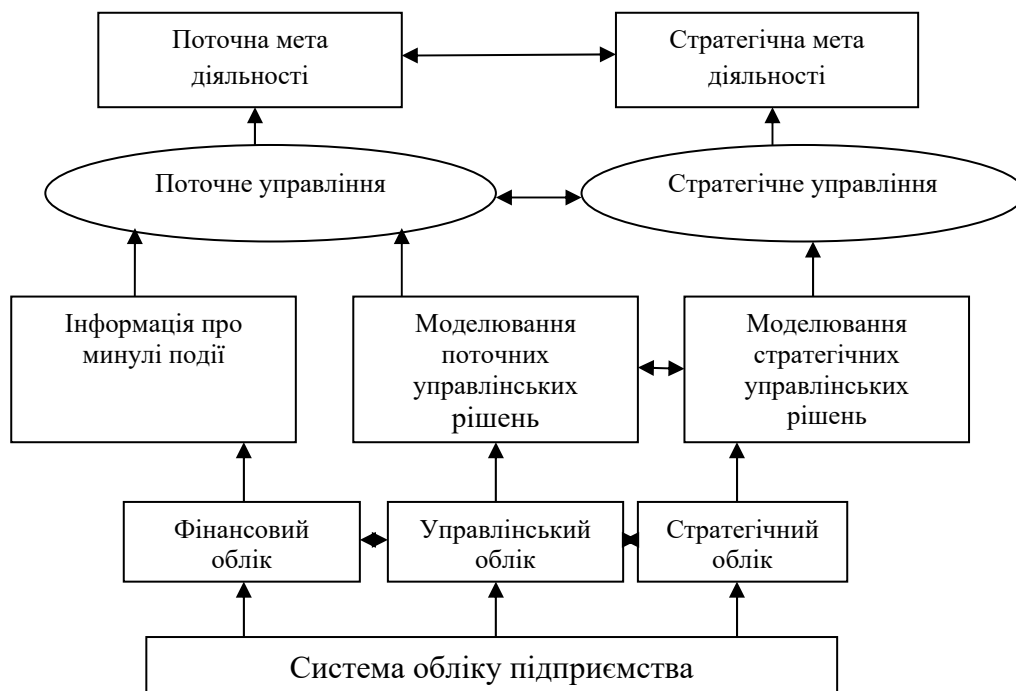 Поточна мета
діяльності
Стратегічна мета
діяльності
Поточне управління
Стратегічне управління
Інформація про
минулі події
Моделювання
поточних
управлінських
рішень
Моделювання
стратегічних
управлінських
рішень
Фінансовий
облік
Управлінський
облік
Стратегічний
облік
Система обліку підприємства